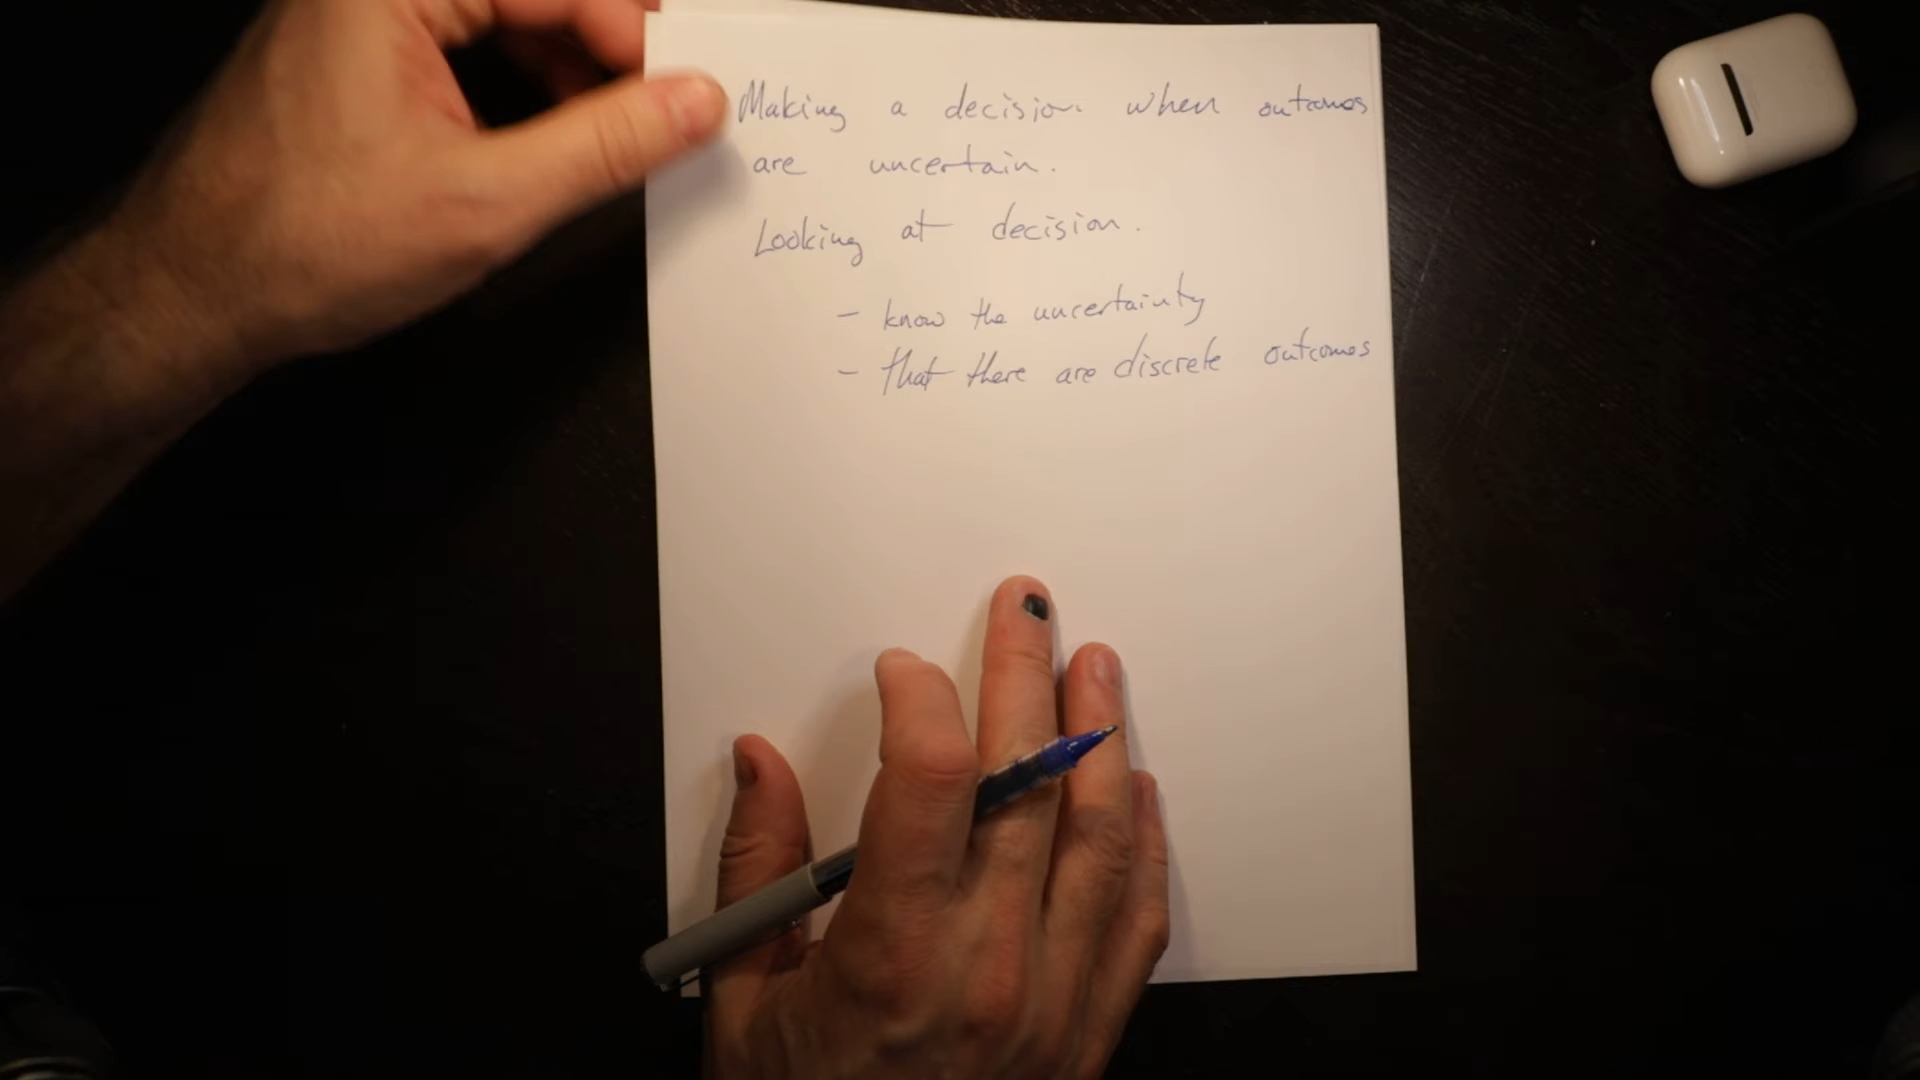 Making a decision when outcomes
are uncertain.
Looking at decision.
- know the uncertainty
- that there are discrete outcomes